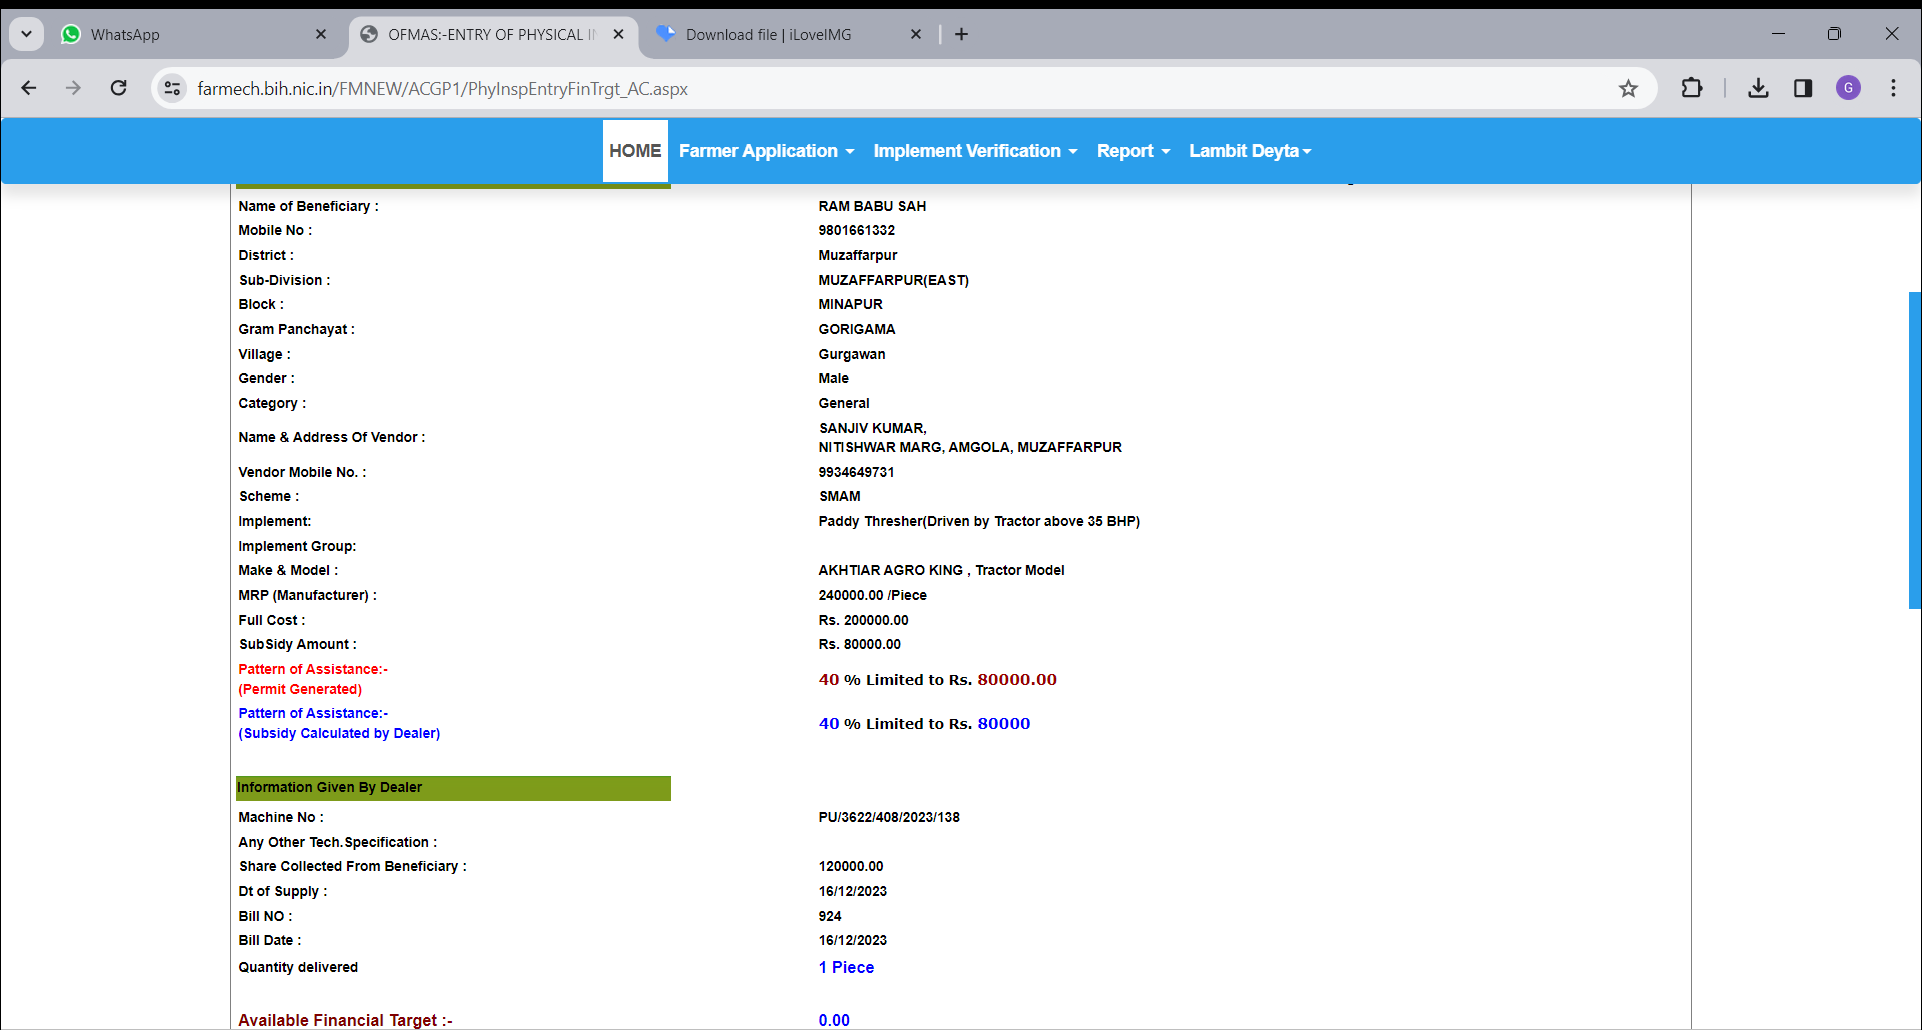 WhatsApp
OFMAS:-ENTRY OF PHYSICAL
Download file | iLoveIMG
farmech.bih.nic.in/FMNEW/ACGP1/PhyInspEntryFinTrgt_AC.aspx
G
HOME Farmer Application Implement Verification Report Lambit Deyta
Name of Beneficiary : RAM BABU SAH
Mobile No : 9801661332
District : Muzaffarpur
Sub-Division : MUZAFFARPUR(EAST)
Block : MINAPUR
Gram Panchayat : GORIGAMA
Village : Gurgawan
Gender : Male
Category : General
Name & Address Of Vendor : SANJIV KUMAR,
NITISHWAR MARG, AMGOLA, MUZAFFARPUR
Vendor Mobile No. : 9934649731
Scheme : SMAM
Implement: Paddy Thresher(Driven by Tractor above 35 BHP)
Implement Group:
Make & Model : AKHTIAR AGRO KING , Tractor Model
MRP (Manufacturer) : 240000.00 /Piece
Full Cost : Rs. 200000.00
SubSidy Amount : Rs. 80000.00
Pattern of Assistance:-
(Permit Generated) 40 % Limited to Rs. 80000.00
Pattern of Assistance:-
(Subsidy Calculated by Dealer) 40 % Limited to Rs. 80000
Information Given By Dealer
Machine No : PU/3622/408/2023/138
Any Other Tech.Specification :
Share Collected From Beneficiary : 120000.00
Dt of Supply : 16/12/2023
Bill NO : 924
Bill Date : 16/12/2023
Quantity delivered 1 Piece
Available Financial Target :- 0.00